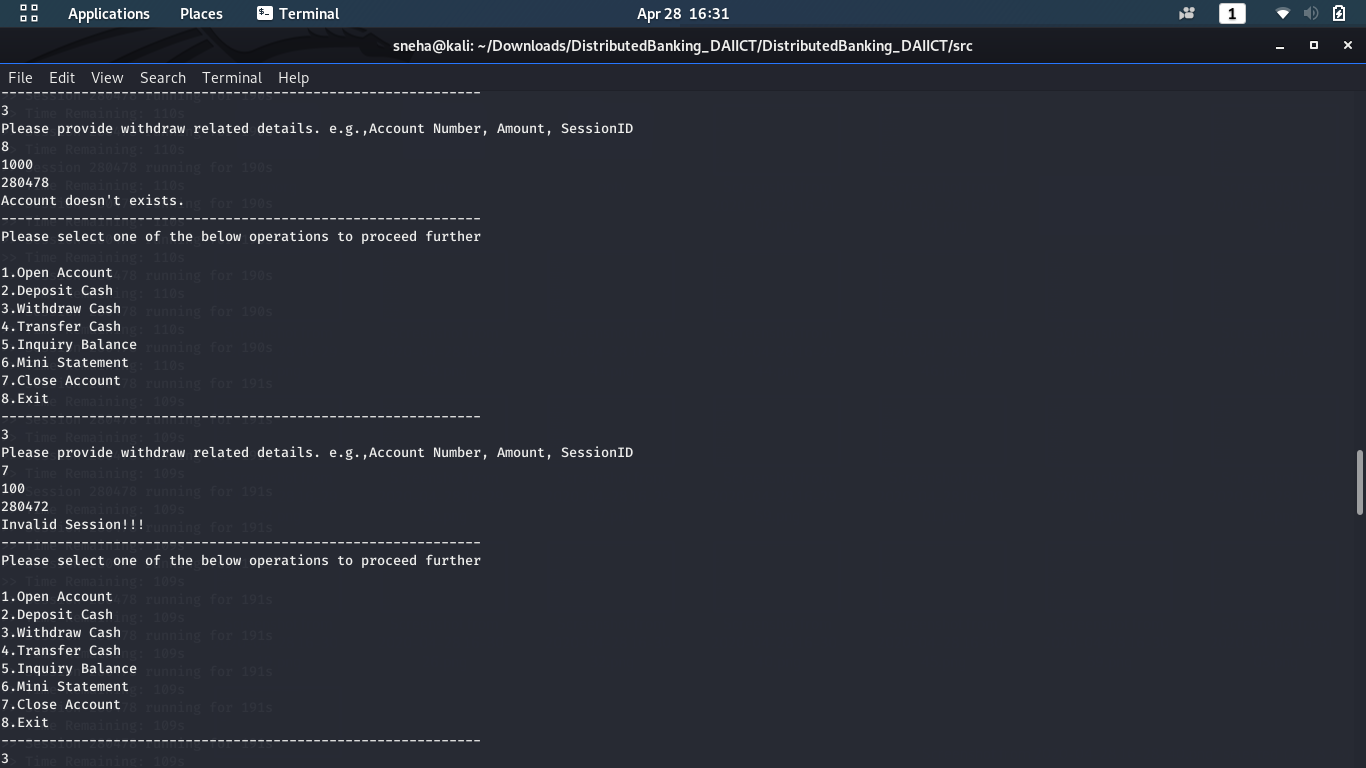 Applications Places Terminal Apr 28 16:31 1
sneha@kali: ~/Downloads/DistributedBanking_DAIICT/DistributedBanking_DAIICT/src
File Edit View Search Terminal Help
------------------------------------------------------------
3
Please provide withdraw related details. e.g.,Account Number, Amount, SessionID
8
1000
280478
Account doesn't exists.
------------------------------------------------------------
Please select one of the below operations to proceed further
1.Open Account
2.Deposit Cash
3.Withdraw Cash
4.Transfer Cash
5.Inquiry Balance
6.Mini Statement
7.Close Account
8.Exit
------------------------------------------------------------
3
Please provide withdraw related details. e.g.,Account Number, Amount, SessionID
7
100
280472
Invalid Session!!!
------------------------------------------------------------
Please select one of the below operations to proceed further
1.Open Account
2.Deposit Cash
3.Withdraw Cash
4.Transfer Cash
5.Inquiry Balance
6.Mini Statement
7.Close Account
8.Exit
------------------------------------------------------------
3